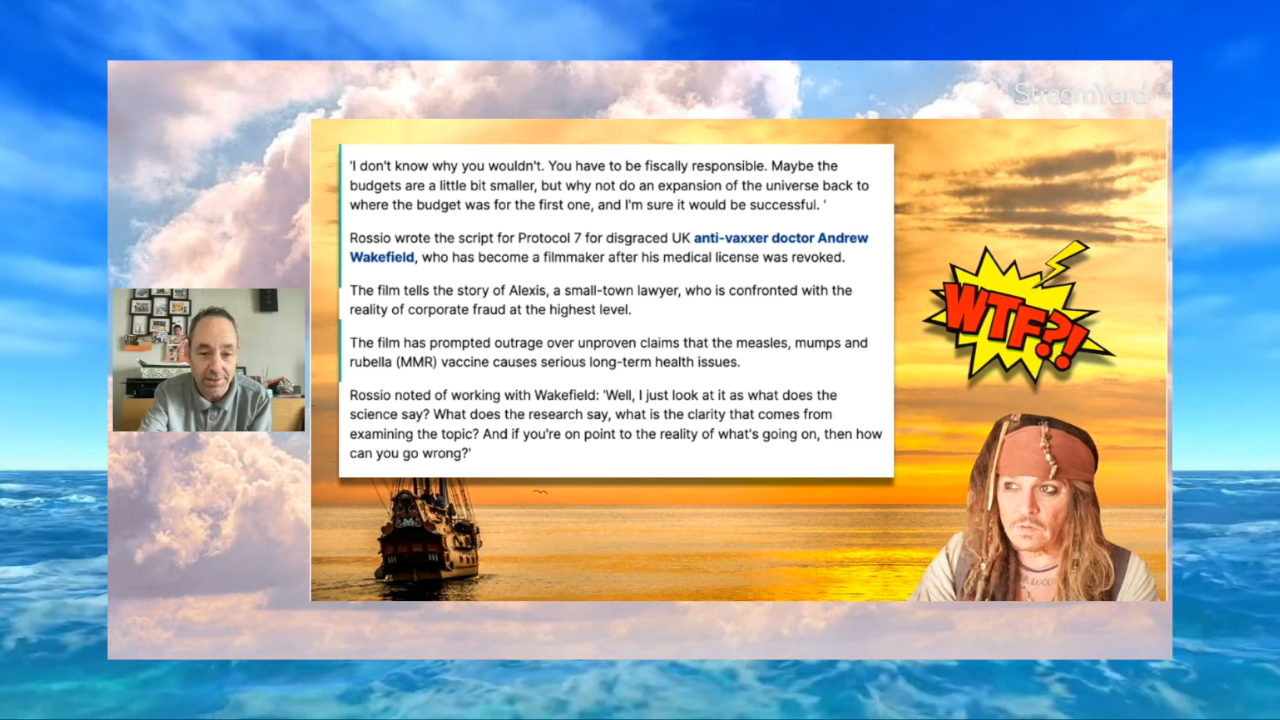 StreamYard
'I don't know why you wouldn't. You have to be fiscally responsible. Maybe the
budgets are a little bit smaller, but why not do an expansion of the universe back to
where the budget was for the first one, and I'm sure it would be successful. '
Rossio wrote the script for Protocol 7 for disgraced UK anti-vaxxer doctor Andrew
Wakefield, who has become a filmmaker after his medical license was revoked.
The film tells the story of Alexis, a small-town lawyer, who is confronted with the
reality of corporate fraud at the highest level.
The film has prompted outrage over unproven claims that the measles, mumps and
rubella (MMR) vaccine causes serious long-term health issues.
Rossio noted of working with Wakefield: 'Well, I just look at it as what does the
science say? What does the research say, what is the clarity that comes from
examining the topic? And if you're on point to the reality of what's going on, then how
can you go wrong?'
WTF?!